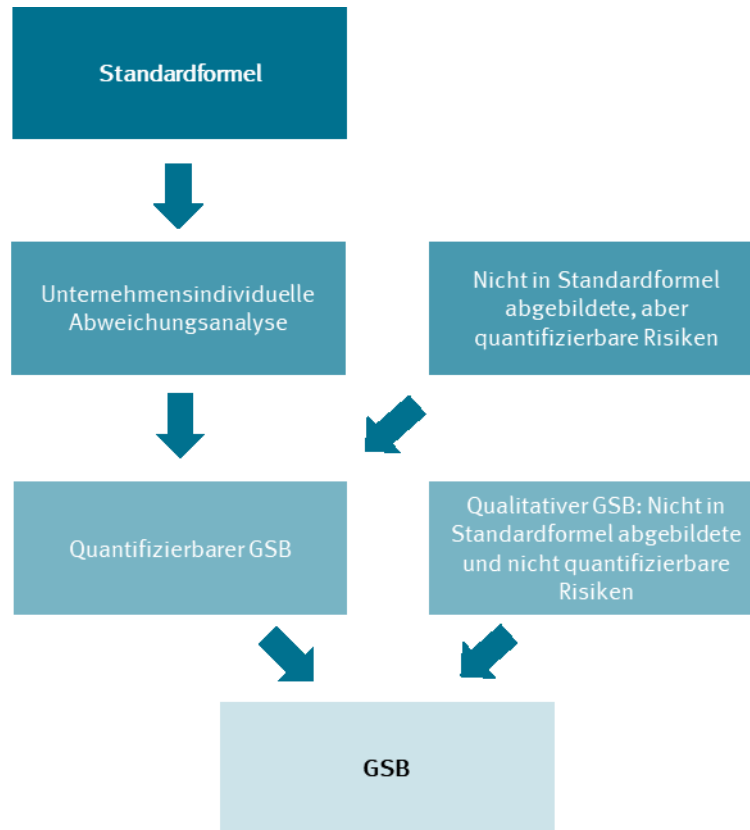 Standardformel
Unternehmensindividuelle
Abweichungsanalyse
Nicht in Standardformel
abgebildete, aber
quantifizierbare Risiken
Quantifizierbarer GSB
Qualitativer GSB: Nicht in
Standardformel abgebildete
und nicht quantifizierbare
Risiken
GSB